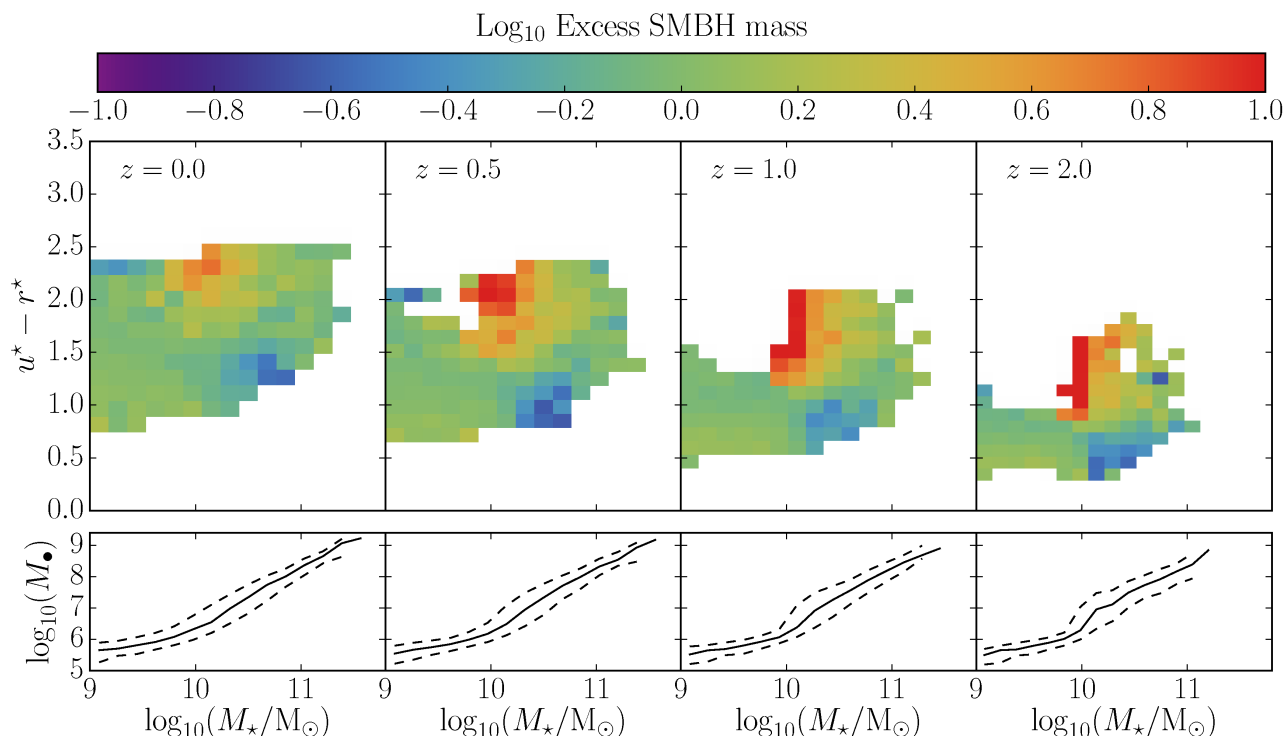 Log₁₀ Excess SMBH mass
−1.0 −0.8 −0.6 −0.4 −0.2 0.0 0.2 0.4 0.6 0.8 1.0
z = 0.0 z = 0.5 z = 1.0 z = 2.0
3.5
3.0
2.5
2.0
1.5
1.0
0.5
0.0
u⋆ − r⋆
9
8
7
6
5
log₁₀(M●)
9 10 11 9 10 11 9 10 11 9 10 11
log₁₀(M⋆/M⊙) log₁₀(M⋆/M⊙) log₁₀(M⋆/M⊙) log₁₀(M⋆/M⊙)